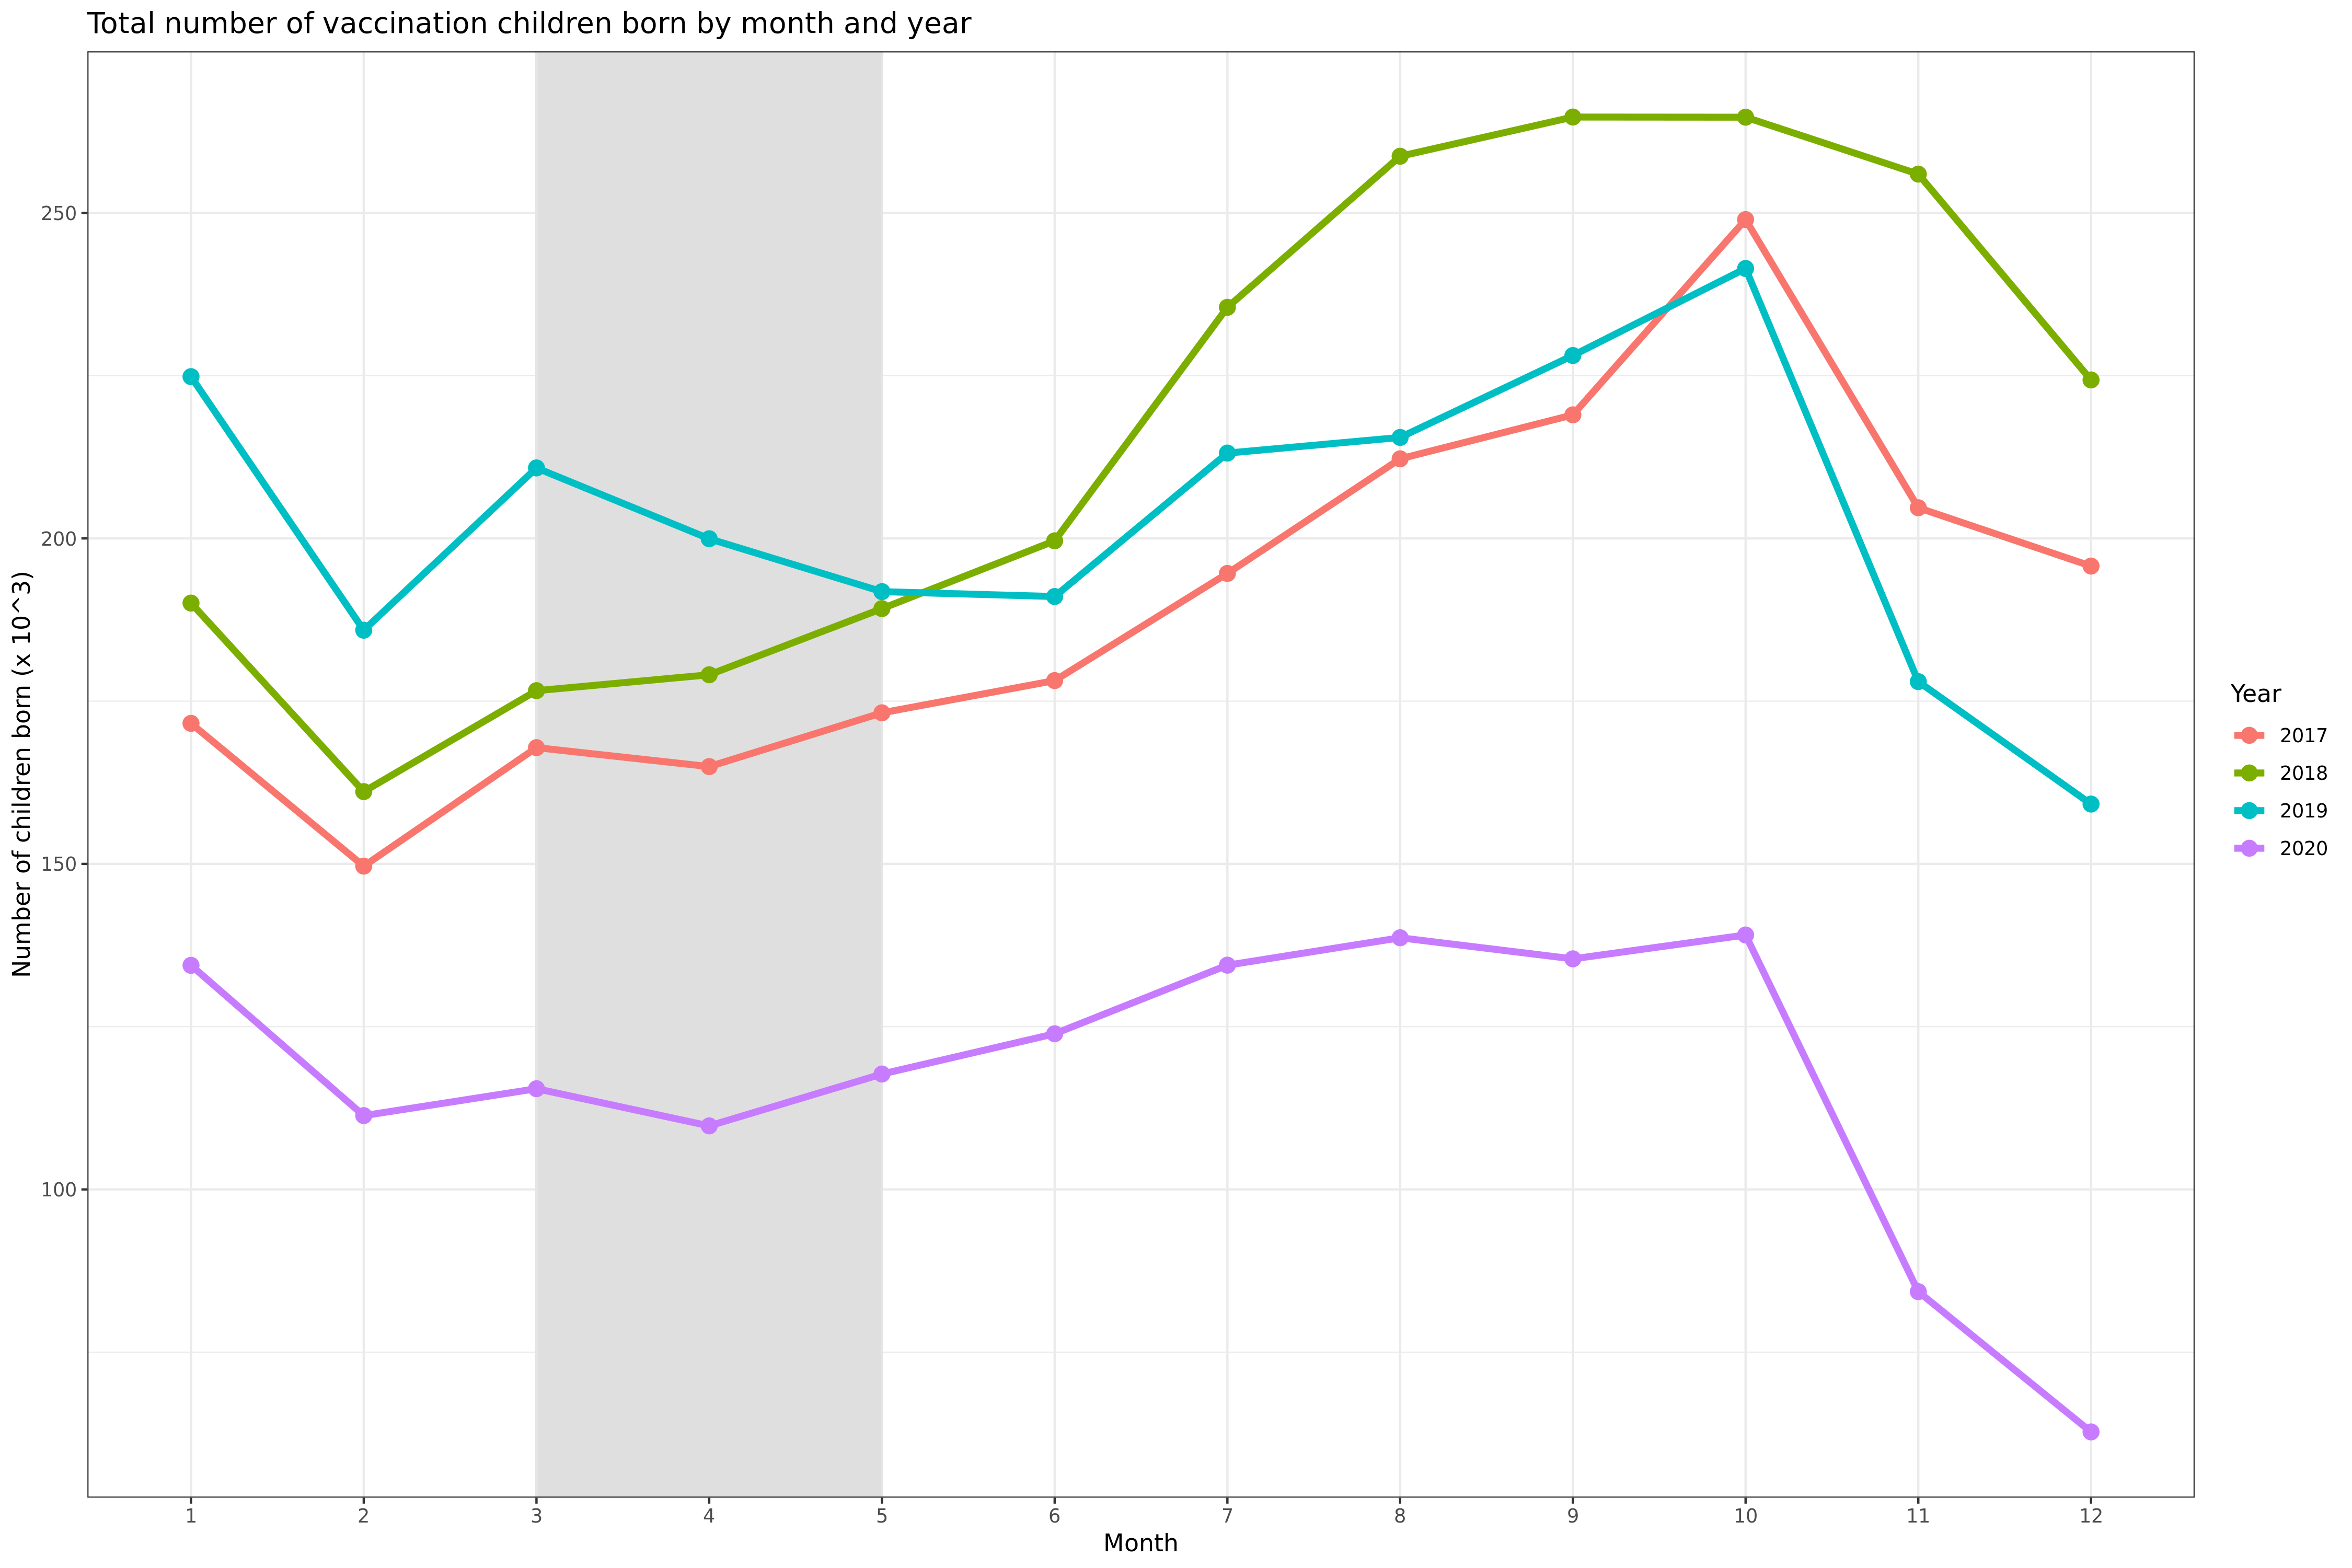 Total number of vaccination children born by month and year
Number of children born (x 10^3)
250
200
150
100
1 2 3 4 5 6 7 8 9 10 11 12
Month
Year
2017
2018
2019
2020